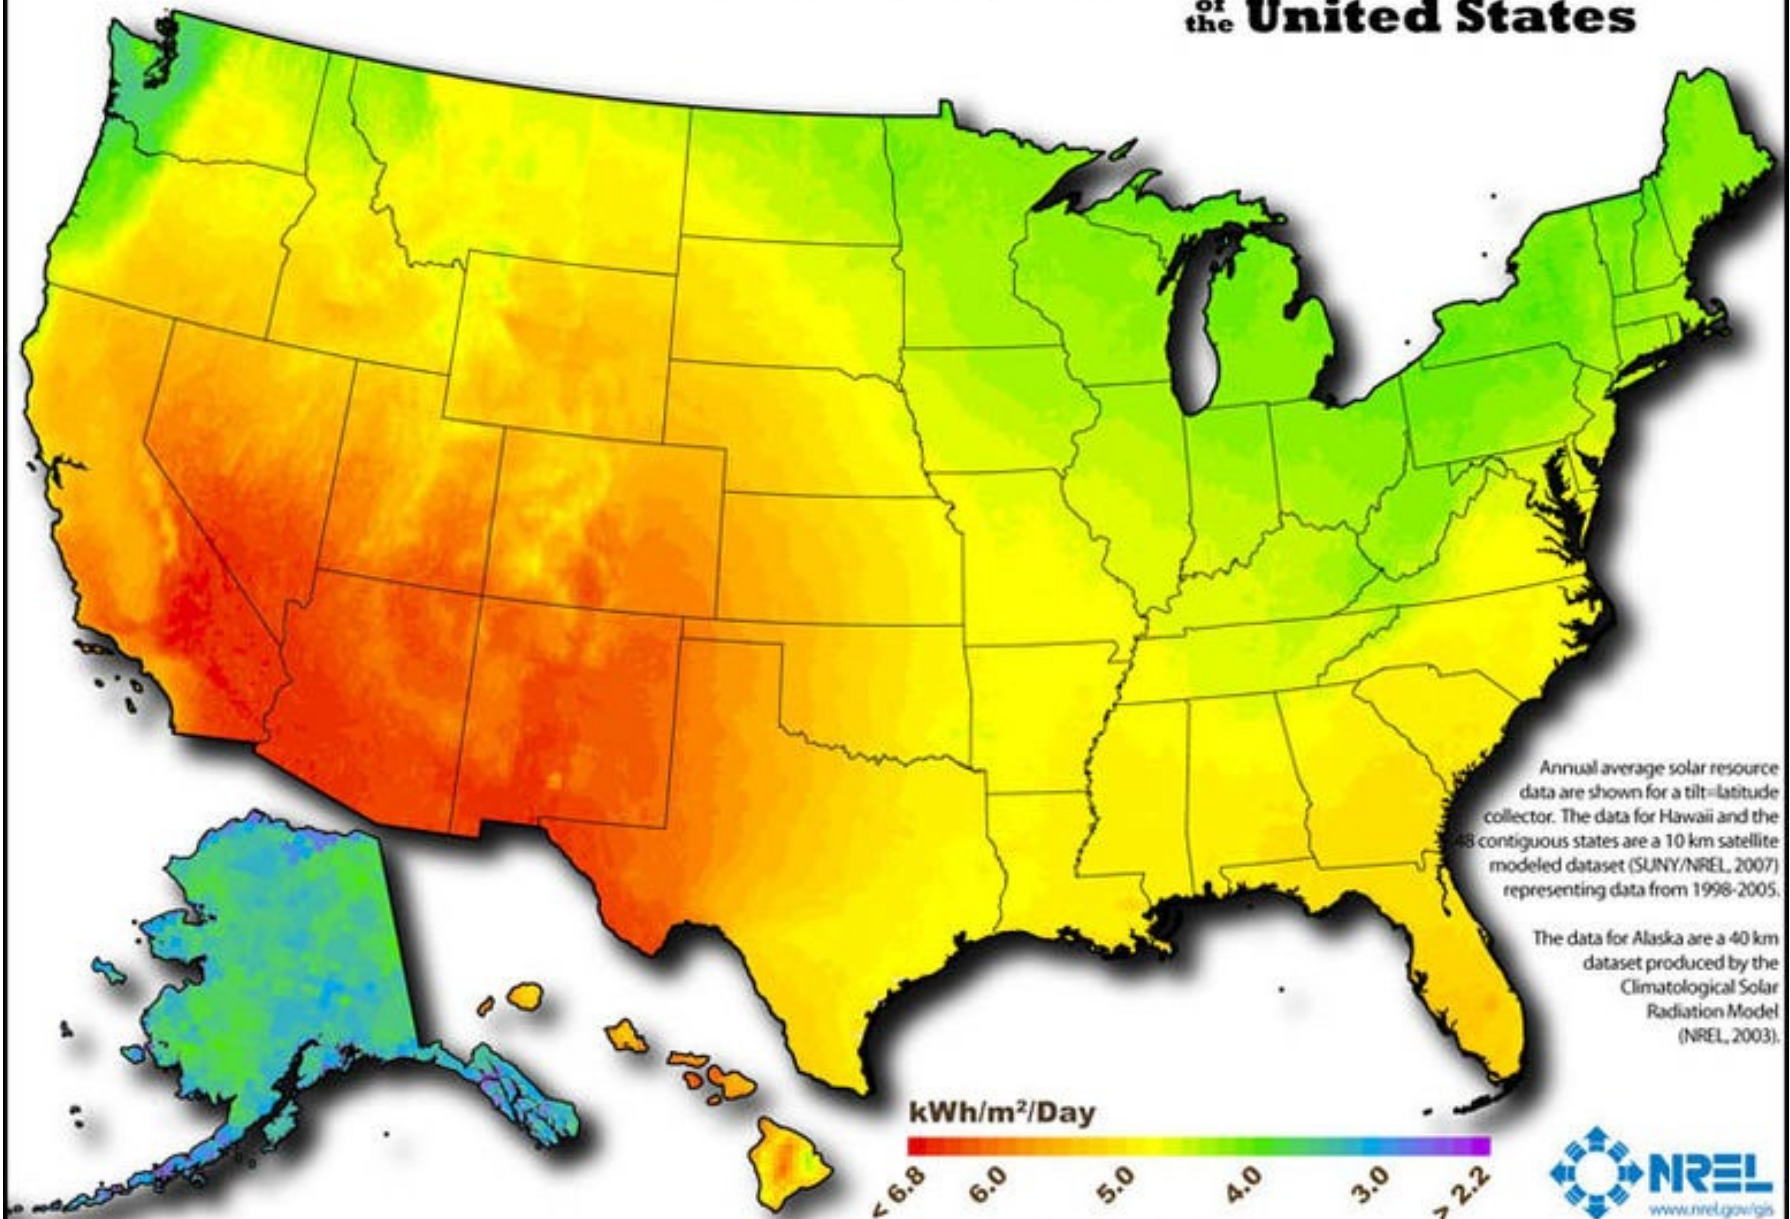 of
the United States
Annual average solar resource
data are shown for a tilt=latitude
collector. The data for Hawaii and the
48 contiguous states are a 10 km satellite
modeled dataset (SUNY/NREL, 2007)
representing data from 1998-2005.
The data for Alaska are a 40 km
dataset produced by the
Climatological Solar
Radiation Model
(NREL, 2003).
kWh/m²/Day
< 6.8
6.0
5.0
4.0
3.0
> 2.2
NREL
www.nrel.gov/gis